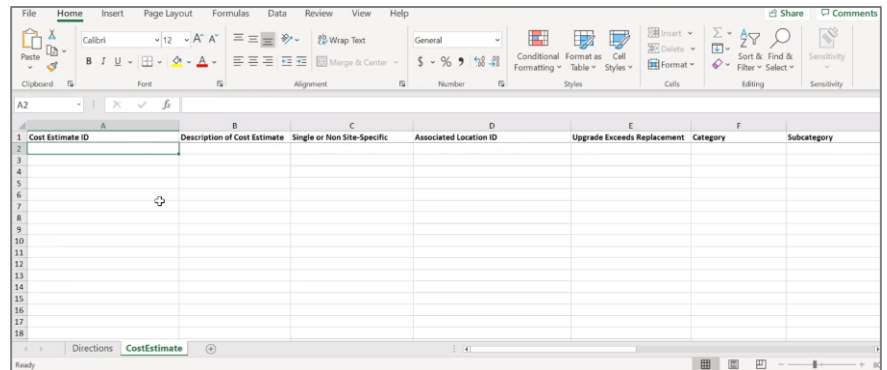 File Home Insert Page Layout Formulas Data Review View Help Share Comments
Calibri 12 A A Wrap Text General Insert
Paste Delete
B I U A Merge & Center $ % Conditional Formatting Format as Table Cell Styles Format Sort & Filter Find & Select Sensitivity
Clipboard Font Alignment Number Styles Cells Editing Sensitivity
A2 fx
A B C D E F
1 Cost Estimate ID Description of Cost Estimate Single or Non Site-Specific Associated Location ID Upgrade Exceeds Replacement Category Subcategory
2
3
4
5
6
7
8
9
10
11
12
13
14
15
16
17
18
Directions CostEstimate
Ready